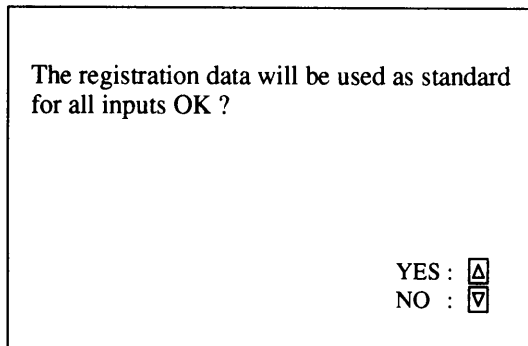 The registration data will be used as standard
for all inputs OK ?
YES : △
NO : ▽